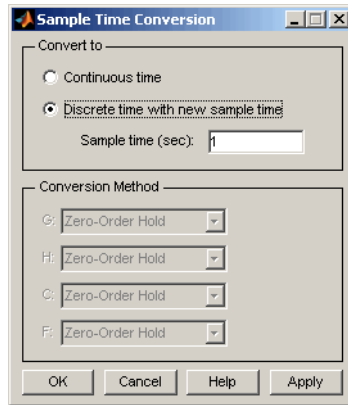 Sample Time Conversion
Convert to
Continuous time
Discrete time with new sample time
Sample time (sec): 1
Conversion Method
G: Zero-Order Hold
H: Zero-Order Hold
C: Zero-Order Hold
F: Zero-Order Hold
OK Cancel Help Apply